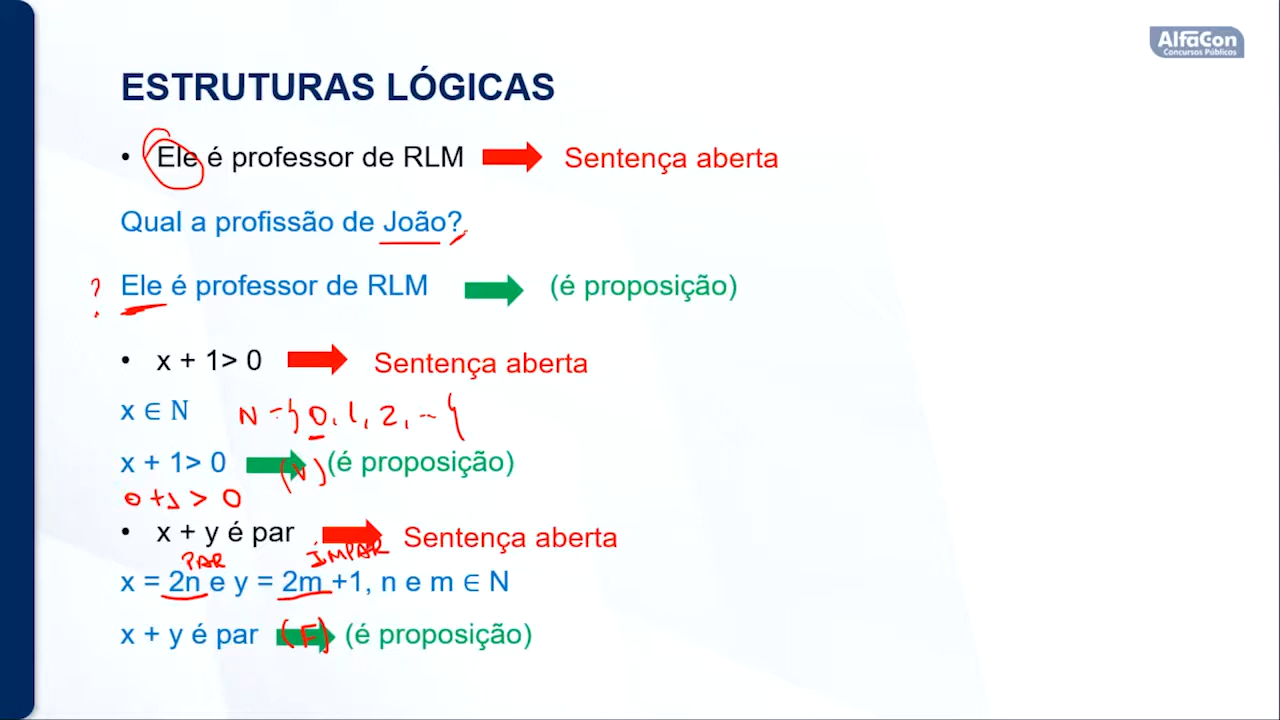 AlfaCon
Concursos Públicos
ESTRUTURAS LÓGICAS
• Ele é professor de RLM Sentença aberta
Qual a profissão de João?
? Ele é professor de RLM (é proposição)
• x + 1> 0 Sentença aberta
x ∈ N N = { 0, 1, 2, ... }
x + 1> 0 (V) (é proposição)
0 + 1 > 0
• x + y é par Sentença aberta
PAR ÍMPAR
x = 2n e y = 2m +1, n e m ∈ N
x + y é par (F) (é proposição)